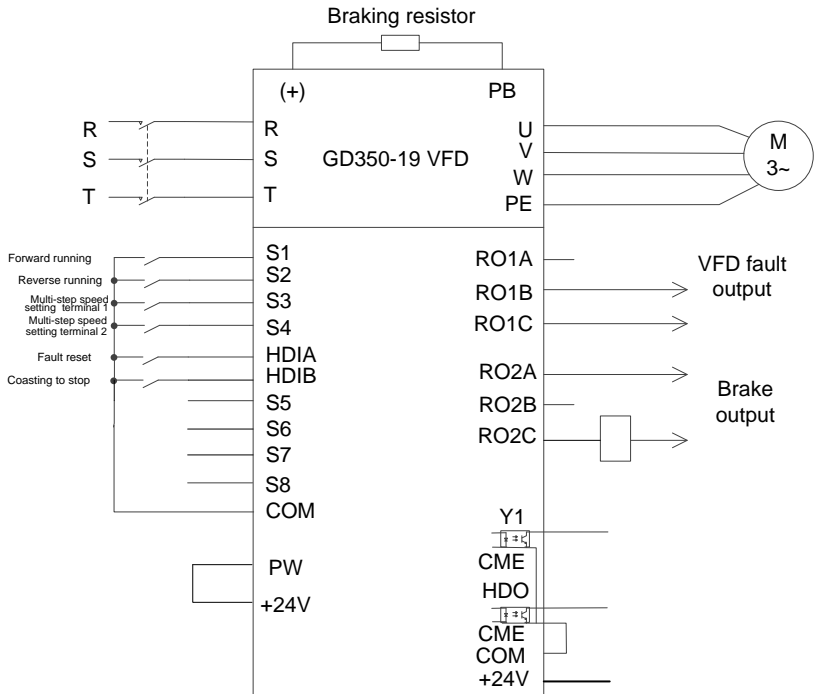 Braking resistor
(+)
PB
R
S
T
R
S
T
GD350-19 VFD
U
V
W
PE
M
3~
Forward running
Reverse running
Multi-step speed
setting terminal 1
Multi-step speed
setting terminal 2
Fault reset
Coasting to stop
S1
S2
S3
S4
HDIA
HDIB
S5
S6
S7
S8
COM
PW
+24V
RO1A
RO1B
RO1C
RO2A
RO2B
RO2C
VFD fault
output
Brake
output
Y1
CME
HDO
CME
COM
+24V